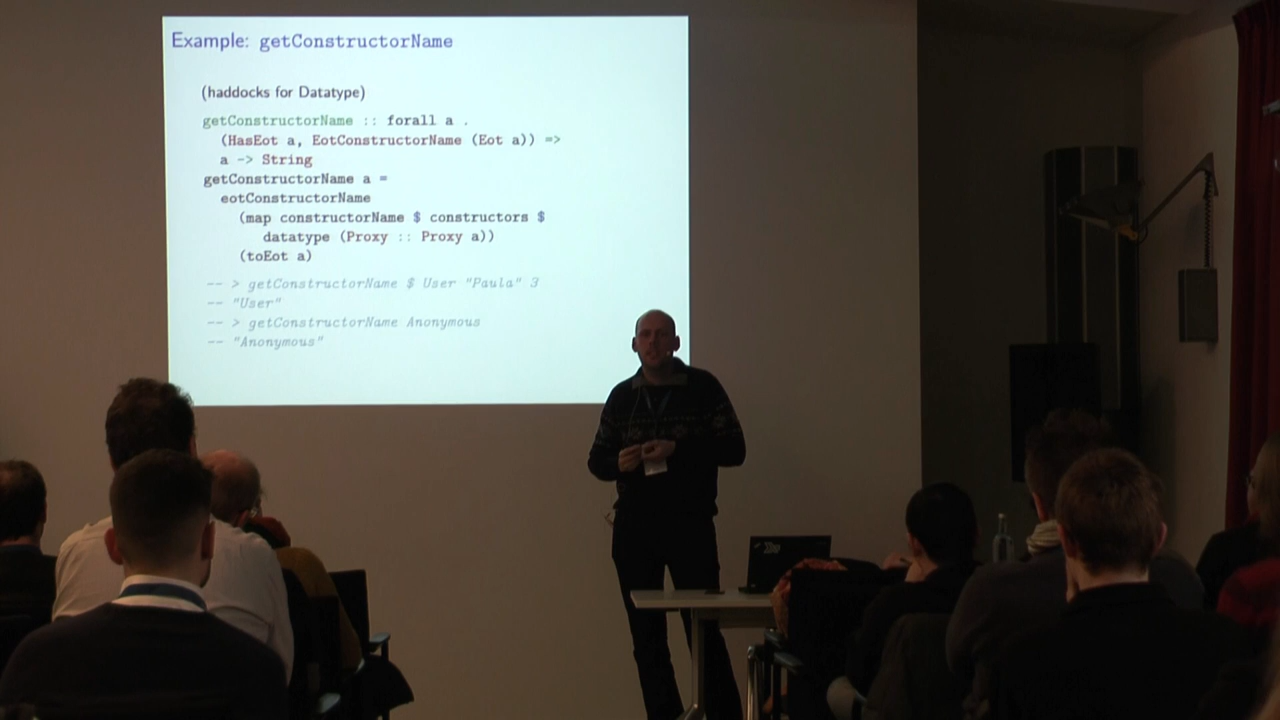 Example: getConstructorName
(haddocks for Datatype)
getConstructorName :: forall a .
(HasEot a, EotConstructorName (Eot a)) =>
a -> String
getConstructorName a =
eotConstructorName
(map constructorName $ constructors $
datatype (Proxy :: Proxy a))
(toEot a)
-- > getConstructorName $ User "Paula" 3
-- "User"
-- > getConstructorName Anonymous
-- "Anonymous"